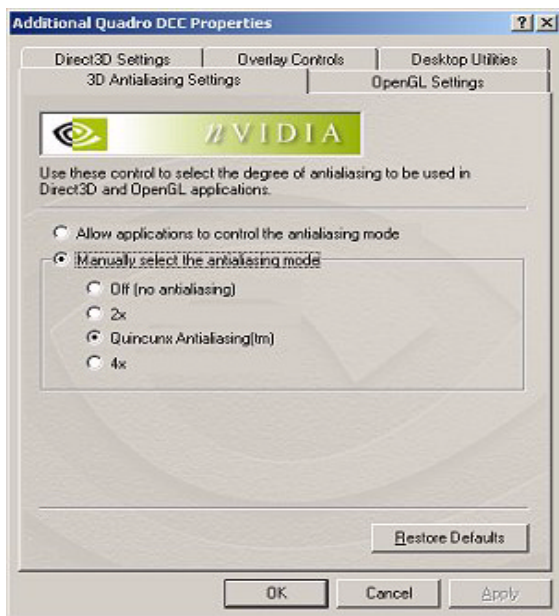 Additional Quadro DCC Properties
Direct3D Settings
Overlay Controls
Desktop Utilities
3D Antialiasing Settings
OpenGL Settings
nVIDIA
Use these control to select the degree of antialiasing to be used in
Direct3D and OpenGL applications.
Allow applications to control the antialiasing mode
Manually select the antialiasing mode
Off (no antialiasing)
2x
Quincunx Antialiasing(tm)
4x
Restore Defaults
OK
Cancel
Apply